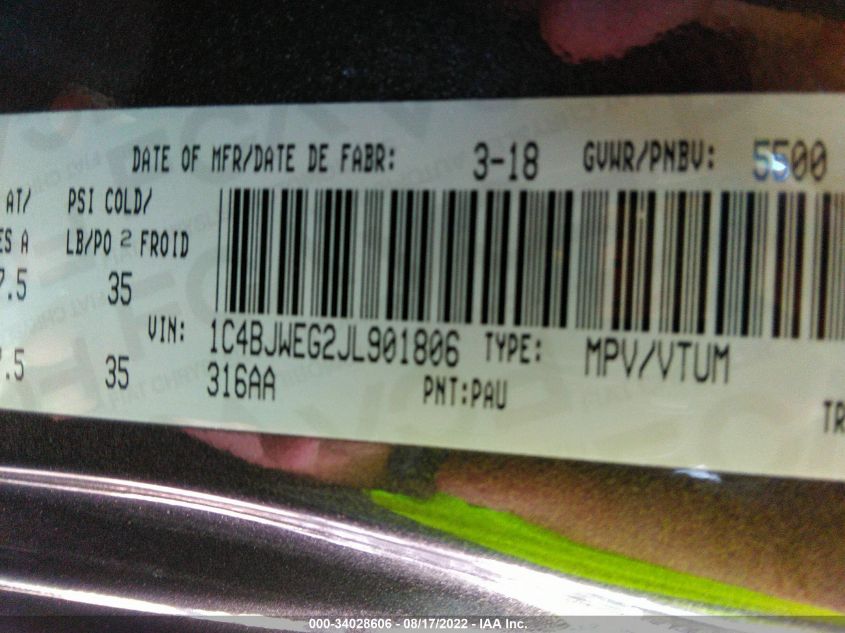 DATE OF MFR/DATE DE FABR: 3-18 GVWR/PNBV: 5500
AT/ PSI COLD/
ES A LB/PO 2 FROID
7.5 35
VIN: 1C4BJWEG2JL901806 TYPE: MPV/VTUM
7.5 35 316AA PNT:PAU
TR
000-34028606 - 08/17/2022 - IAA Inc.